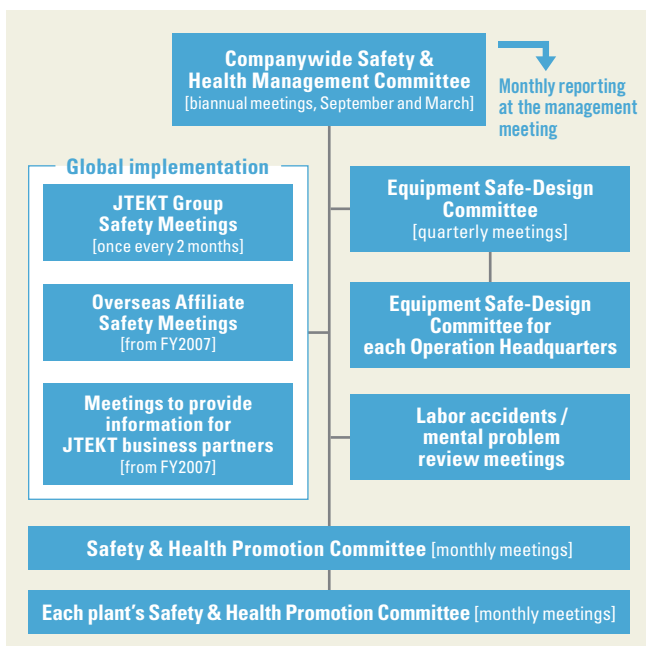 Companywide Safety &
Health Management Committee
[biannual meetings, September and March]
Monthly reporting
at the management
meeting
Global implementation
JTEKT Group
Safety Meetings
[once every 2 months]
Overseas Affiliate
Safety Meetings
[from FY2007]
Meetings to provide
information for
JTEKT business partners
[from FY2007]
Equipment Safe-Design
Committee
[quarterly meetings]
Equipment Safe-Design
Committee for
each Operation Headquarters
Labor accidents /
mental problem
review meetings
Safety & Health Promotion Committee [monthly meetings]
Each plant's Safety & Health Promotion Committee [monthly meetings]